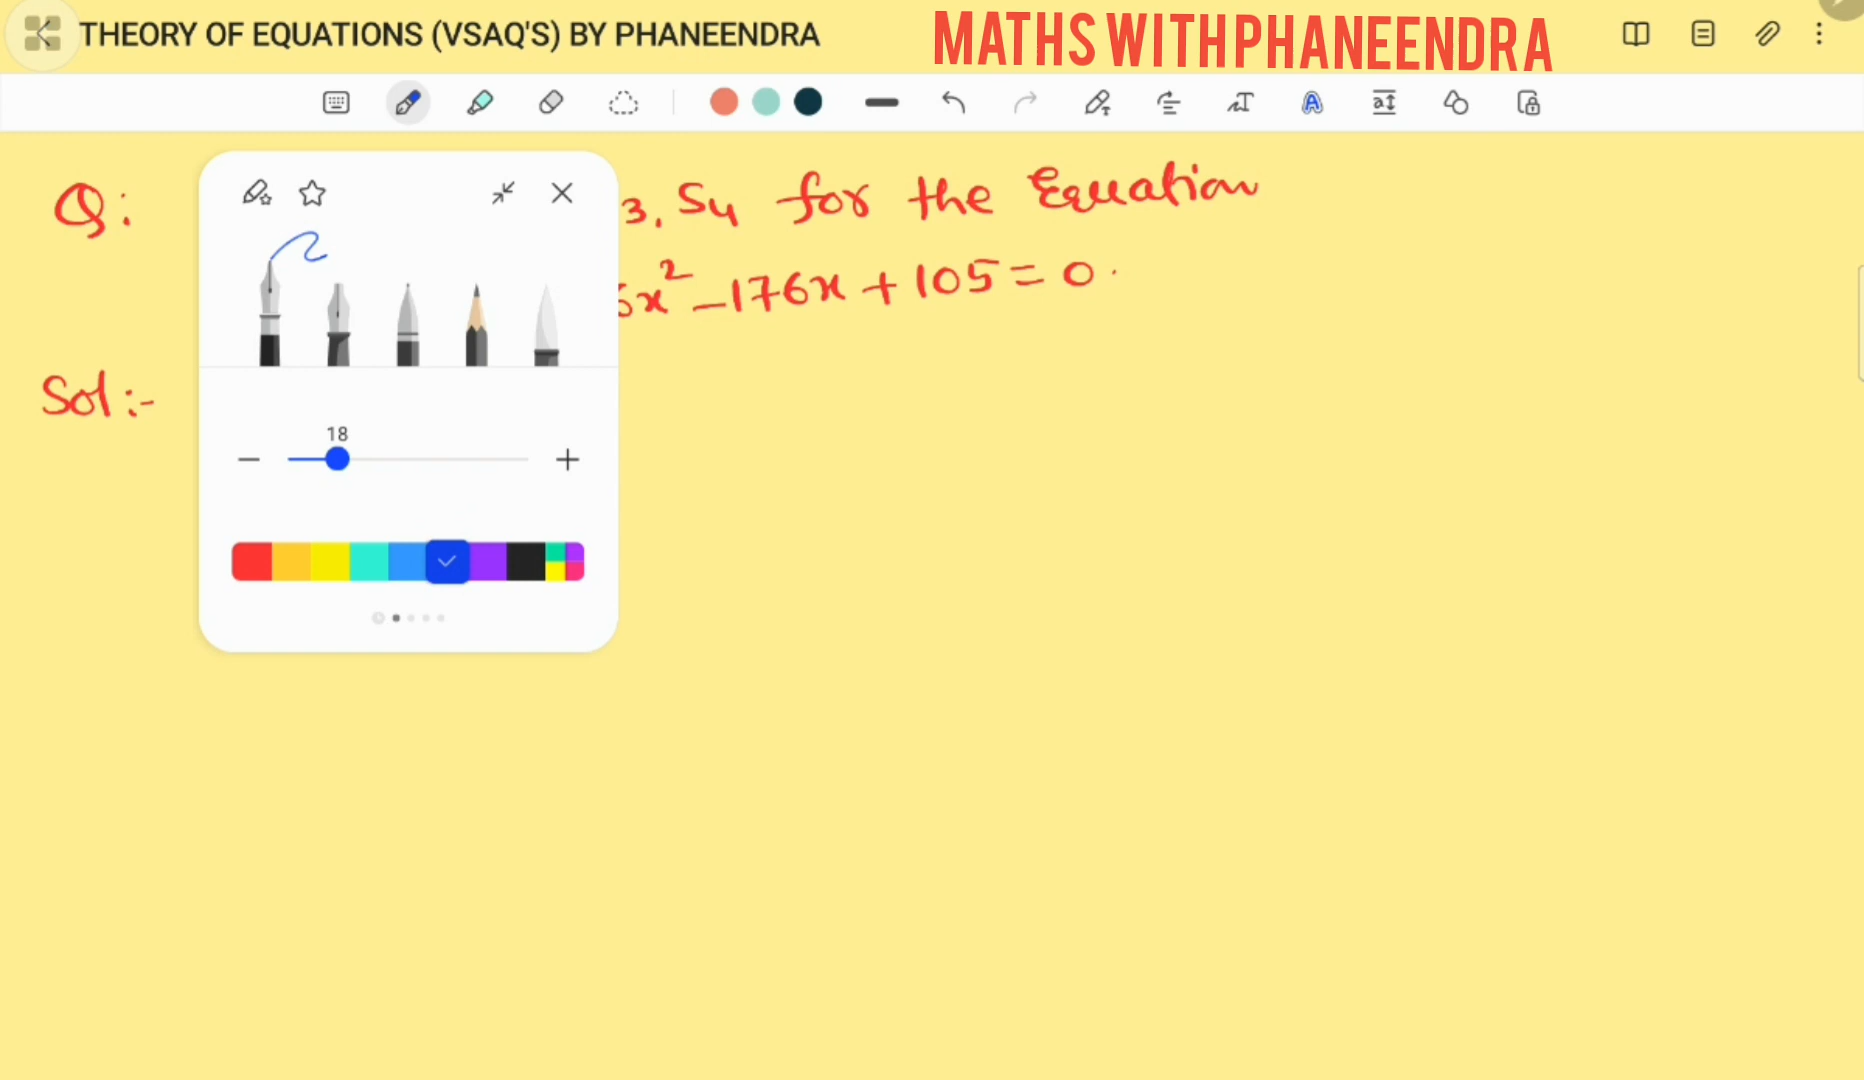 THEORY OF EQUATIONS (VSAQ'S) BY PHANEENDRA
MATHS WITH PHANEENDRA
Q:
3, S4 for the Equation
x² - 176x + 105 = 0.
Sol :-
18